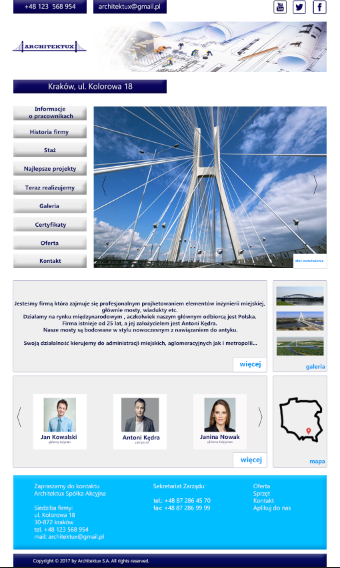 +48 123 568 954
architektux@gmail.pl
ARCHITEKTUX
Kraków, ul. Kolorowa 18
Informacje
o pracownikach
Historia firmy
Staż
Najlepsze projekty
Teraz realizujemy
Galeria
Certyfikaty
Oferta
Kontakt
Jesteśmy firmą która zajmuje się profesjonalnym projektowaniem elementów inżynierii miejskiej,
głównie mosty, wiadukty etc.
Działamy na rynku międzynarodowym , aczkolwiek naszym głównym odbiorcą jest Polska.
Firma istnieje od 25 lat, a jej założycielem jest Antoni Kędra.
Nasze mosty są budowane w stylu nowoczesnym z nawiązaniem do antyku.
Swoją działalność kierujemy do administracji miejskich, aglomeracyjnych jak i metropolii...
więcej
galeria
Jan Kowalski
Antoni Kędra
Janina Nowak
więcej
mapa
Zapraszamy do kontaktu
Architektux Spółka Akcyjna
Siedziba firmy:
ul. Kolorowa 18
30-872 kraków
tel. +48 123 568 954
mail: architektux@gmail.pl
Sekretariat Zarządu
tel.: +48 87 286 45 70
fax: +48 87 286 99 99
Oferta
Sprzęt
Kontakt
Aplikuj do nas
Copyright © 2017 by Architektux S.A. All rights reserved.